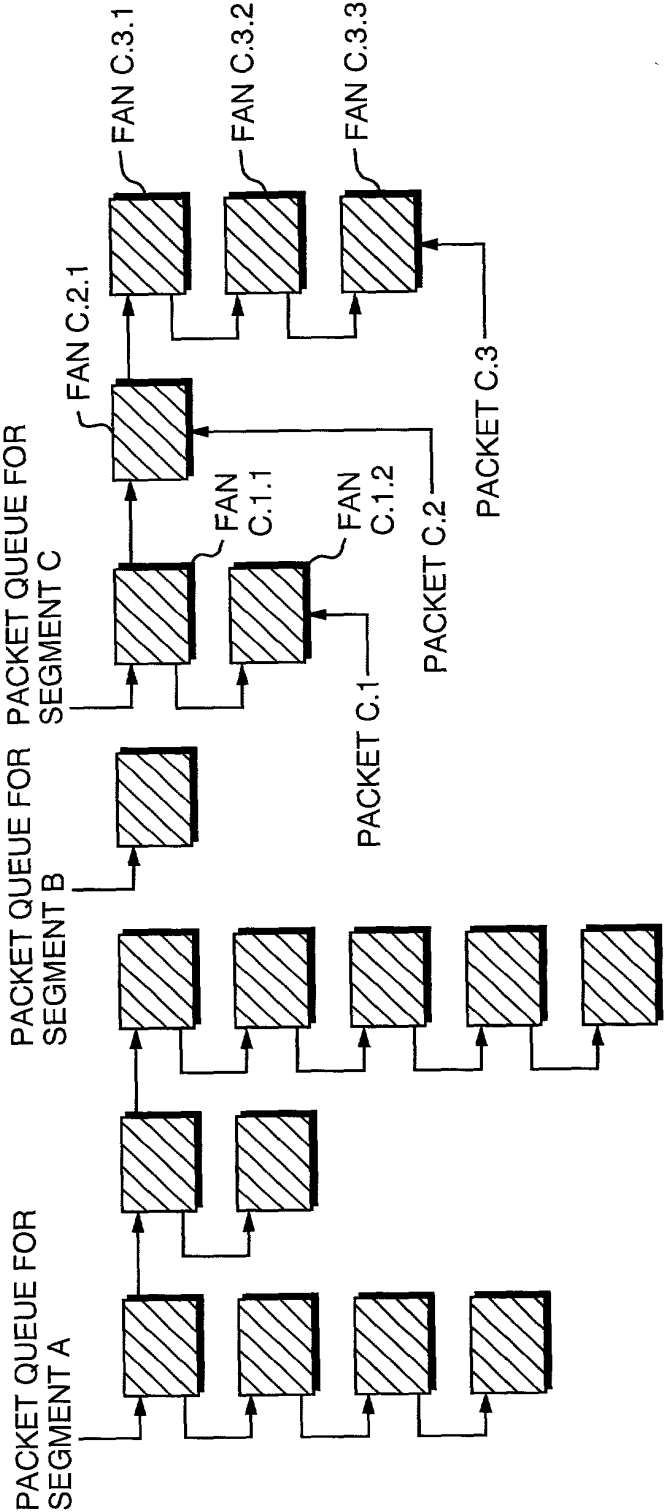 PACKET QUEUE FOR
SEGMENT A
PACKET QUEUE FOR
SEGMENT B
PACKET QUEUE FOR
SEGMENT C
FAN C.1.1
FAN C.1.2
PACKET C.1
FAN C.2.1
PACKET C.2
FAN C.3.1
FAN C.3.2
FAN C.3.3
PACKET C.3